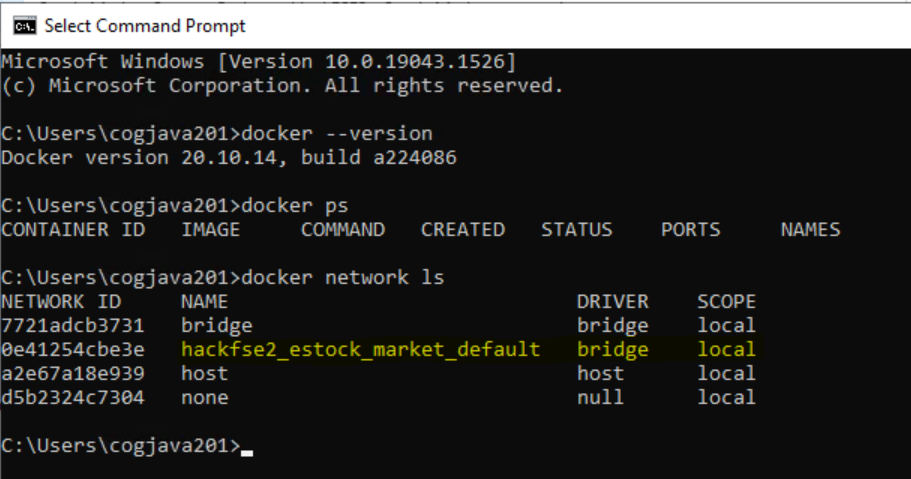 Select Command Prompt
Microsoft Windows [Version 10.0.19043.1526]
(c) Microsoft Corporation. All rights reserved.
C:\Users\cogjava201>docker --version
Docker version 20.10.14, build a224086
C:\Users\cogjava201>docker ps
CONTAINER ID   IMAGE     COMMAND   CREATED   STATUS    PORTS     NAMES
C:\Users\cogjava201>docker network ls
NETWORK ID     NAME                             DRIVER    SCOPE
7721adcb3731   bridge                           bridge    local
0e41254cbe3e   hackfse2_estock_market_default   bridge    local
a2e67a18e939   host                             host      local
d5b2324c7304   none                             null      local
C:\Users\cogjava201>